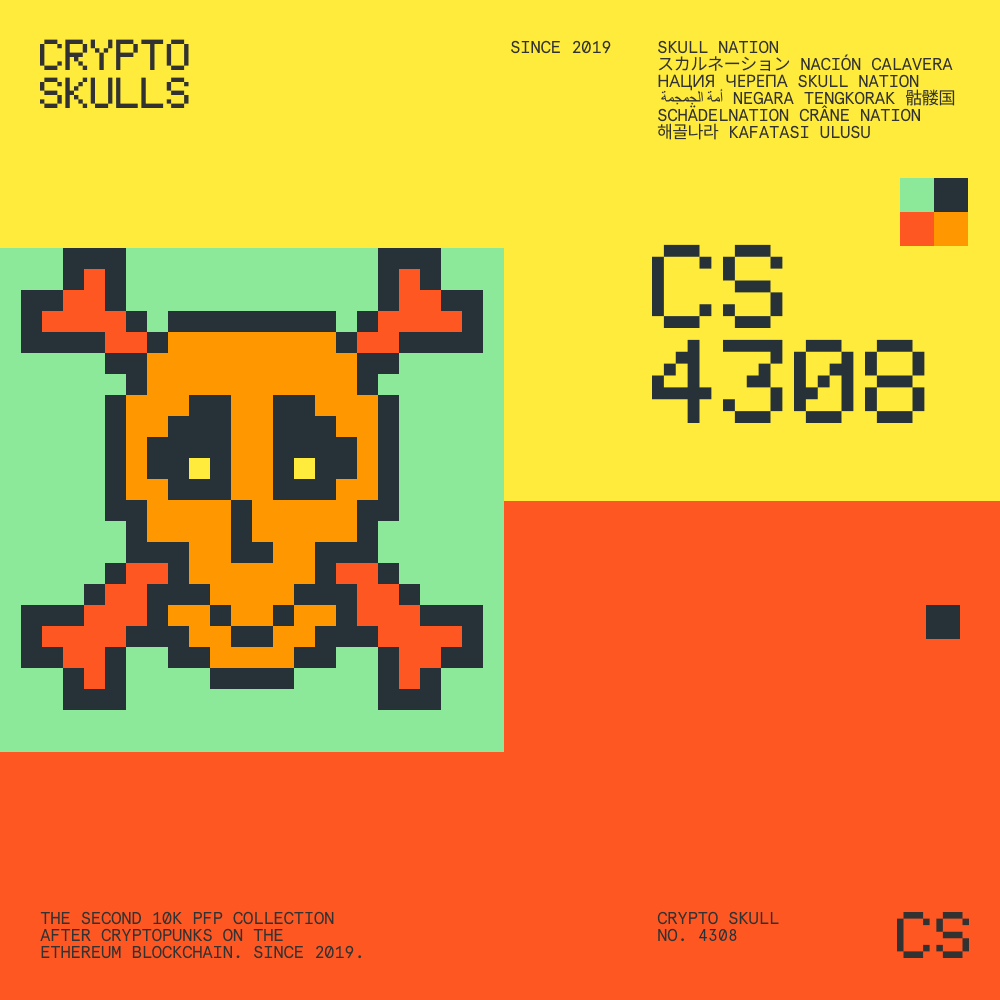 CRYPTO
SKULLS
SINCE 2019
SKULL NATION
スカルネーション NACIÓN CALAVERA
НАЦИЯ ЧЕРЕПА SKULL NATION
أمة الجمجمة NEGARA TENGKORAK 骷髅国
SCHÄDELNATION CRÂNE NATION
해골나라 KAFATASI ULUSU
CS
4308
THE SECOND 10K PFP COLLECTION
AFTER CRYPTOPUNKS ON THE
ETHEREUM BLOCKCHAIN. SINCE 2019.
CRYPTO SKULL
NO. 4308
CS